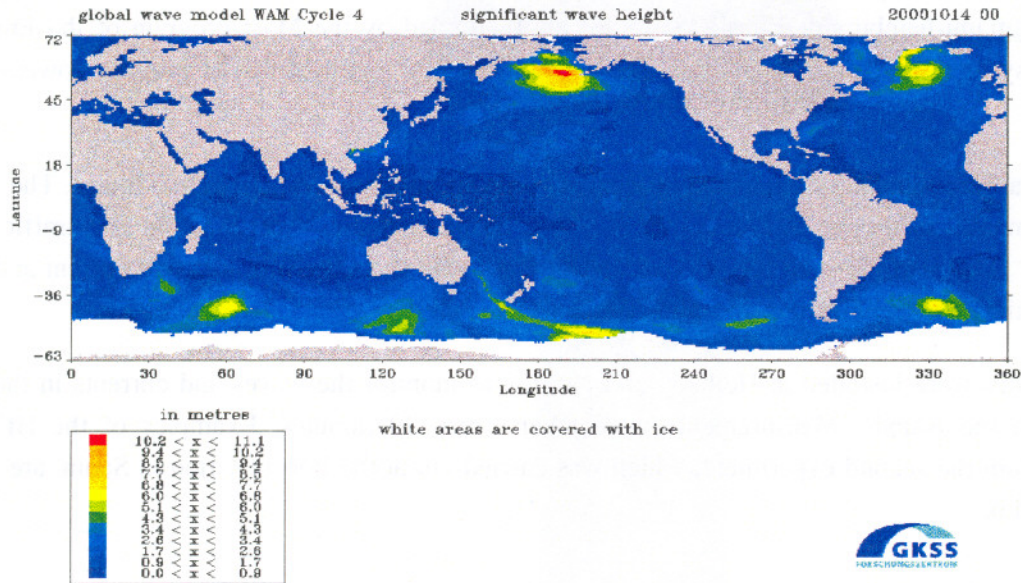 global wave model WAM Cycle 4 significant wave height 20001014 00
72
45
18
-9
-36
-63
Latitude
0 30 60 90 120 150 180 210 240 270 300 330 360
Longitude
in metres
white areas are covered with ice
10.2 < x < 11.1
9.4 < x < 10.2
8.5 < x < 9.4
7.7 < x < 8.5
6.8 < x < 7.7
6.0 < x < 6.8
5.1 < x < 6.0
4.3 < x < 5.1
3.4 < x < 4.3
2.6 < x < 3.4
1.7 < x < 2.6
0.9 < x < 1.7
0.0 < x < 0.9
GKSS
FORSCHUNGSZENTRUM